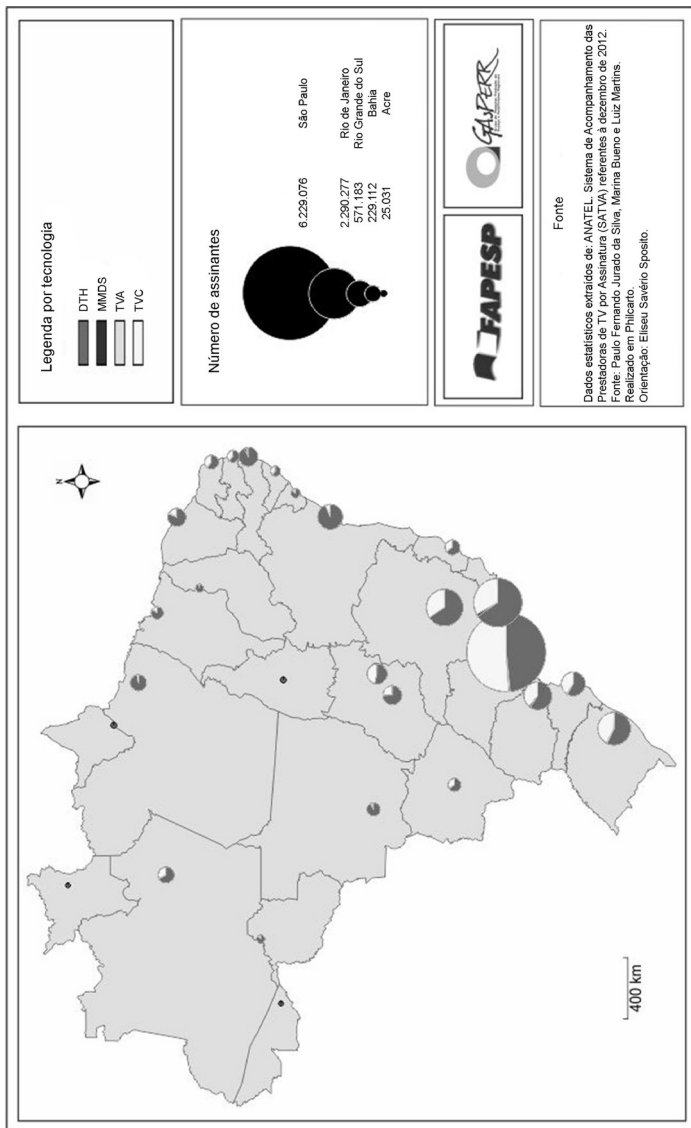 Legenda por tecnologia
DTH
MMDS
TVA
TVC
Número de assinantes
6.229.076 São Paulo
2.290.277 Rio de Janeiro
571.183 Rio Grande do Sul
229.112 Bahia
25.031 Acre
FAPESP
GAsPERR
Fonte
Dados estatísticos extraídos de: ANATEL. Sistema de Acompanhamento das
Prestadoras de TV por Assinatura (SATVA) referentes à dezembro de 2012.
Fonte: Paulo Fernando Jurado da Silva, Marina Bueno e Luiz Martins.
Realizado em Philcarto.
Orientação: Eliseu Savério Sposito.
N
400 km